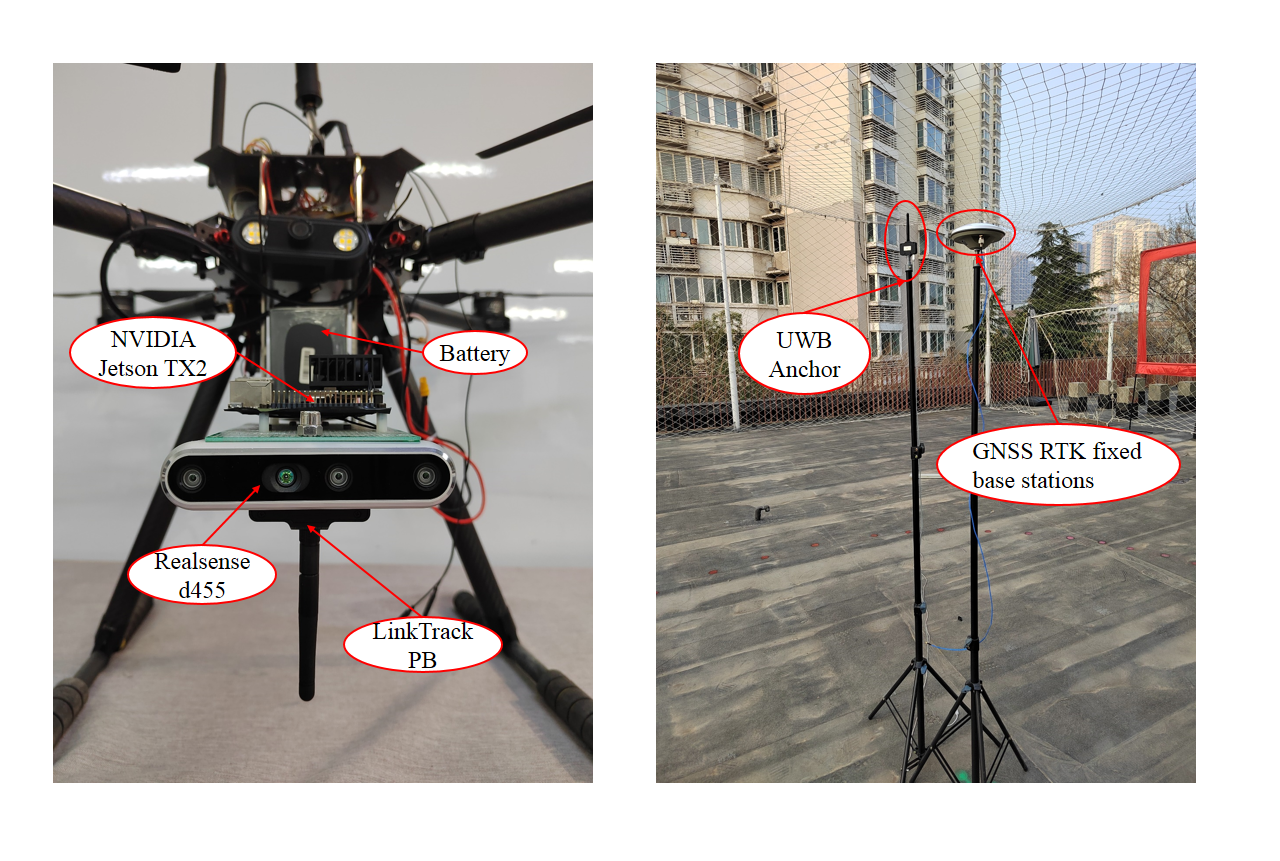 NVIDIA
Jetson TX2
Battery
Realsense
d455
LinkTrack
PB
UWB
Anchor
GNSS RTK fixed
base stations